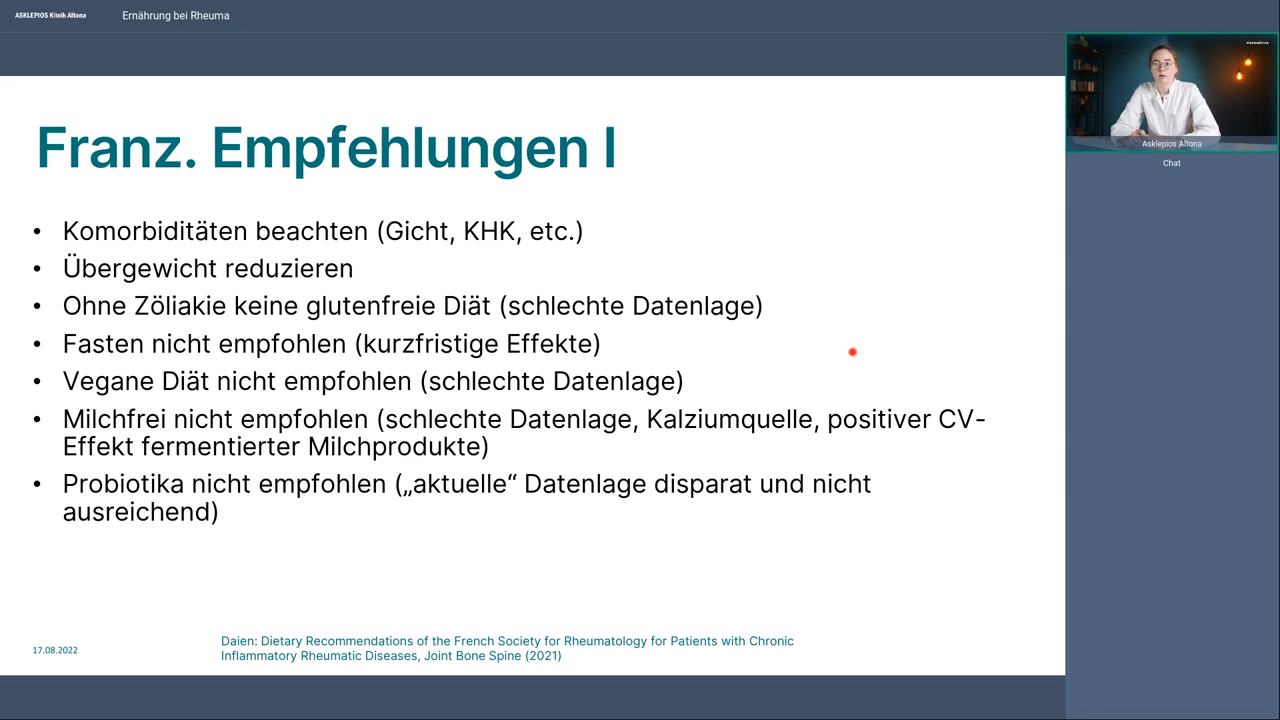 ASKLEPIOS Klinik Altona
Ernährung bei Rheuma
Franz. Empfehlungen I
• Komorbiditäten beachten (Gicht, KHK, etc.)
• Übergewicht reduzieren
• Ohne Zöliakie keine glutenfreie Diät (schlechte Datenlage)
• Fasten nicht empfohlen (kurzfristige Effekte)
• Vegane Diät nicht empfohlen (schlechte Datenlage)
• Milchfrei nicht empfohlen (schlechte Datenlage, Kalziumquelle, positiver CV-
Effekt fermentierter Milchprodukte)
• Probiotika nicht empfohlen („aktuelle“ Datenlage disparat und nicht
ausreichend)
17.08.2022
Daien: Dietary Recommendations of the French Society for Rheumatology for Patients with Chronic
Inflammatory Rheumatic Diseases, Joint Bone Spine (2021)
Asklepios Altona
Chat